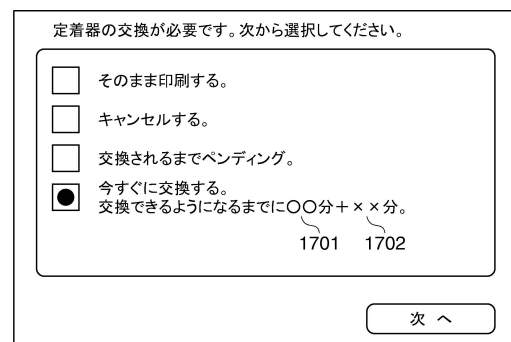 定着器の交換が必要です。次から選択してください。
そのまま印刷する。
キャンセルする。
交換されるまでペンディング。
今すぐに交換する。
交換できるようになるまでに〇〇分+××分。
1701 1702
次 へ